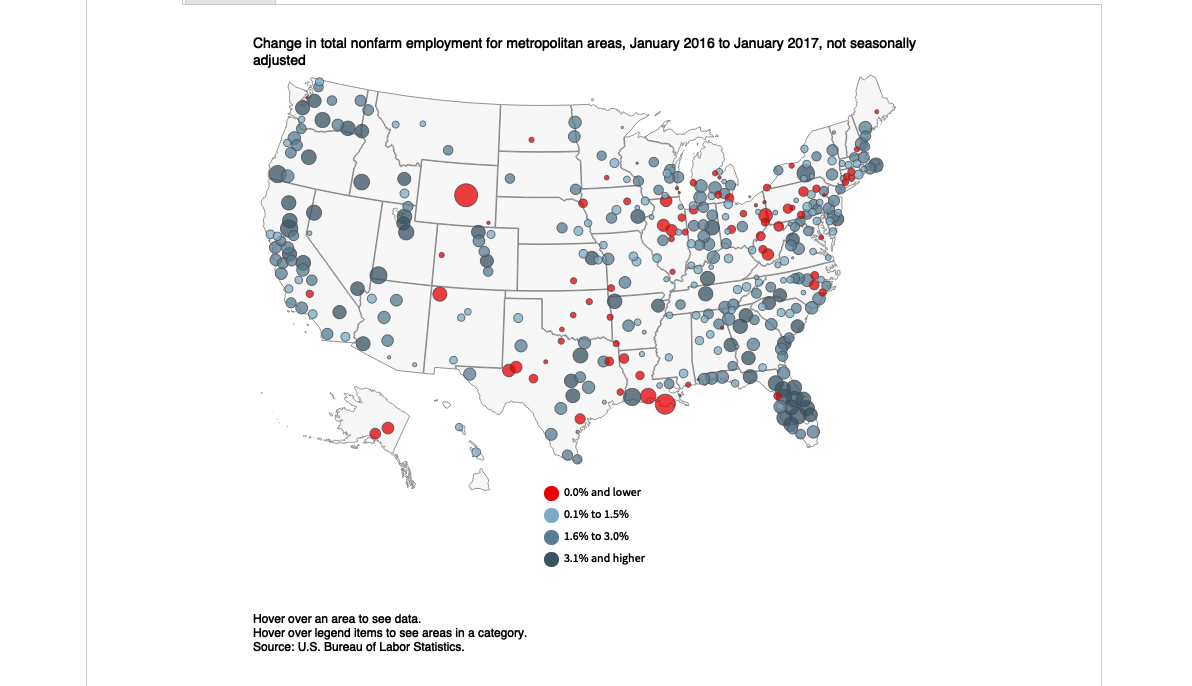 Change in total nonfarm employment for metropolitan areas, January 2016 to January 2017, not seasonally
adjusted
0.0% and lower
0.1% to 1.5%
1.6% to 3.0%
3.1% and higher
Hover over an area to see data.
Hover over legend items to see areas in a category.
Source: U.S. Bureau of Labor Statistics.